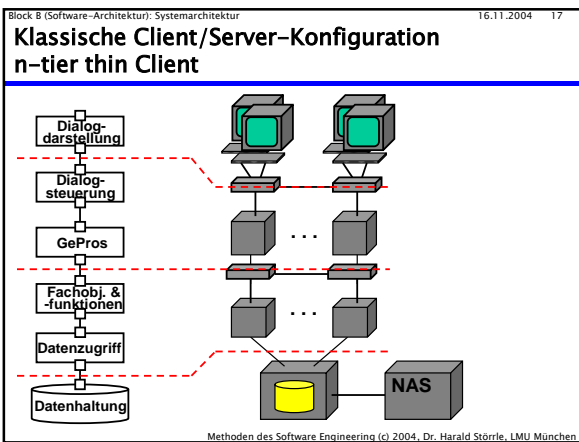 Block B (Software-Architektur): Systemarchitektur 16.11.2004 17
Klassische Client/Server-Konfiguration
n-tier thin Client
Dialog-
darstellung
Dialog-
steuerung
GePros
Fachobj. &
-funktionen
Datenzugriff
Datenhaltung
. . .
. . .
NAS
Methoden des Software Engineering (c) 2004, Dr. Harald Störrle, LMU München